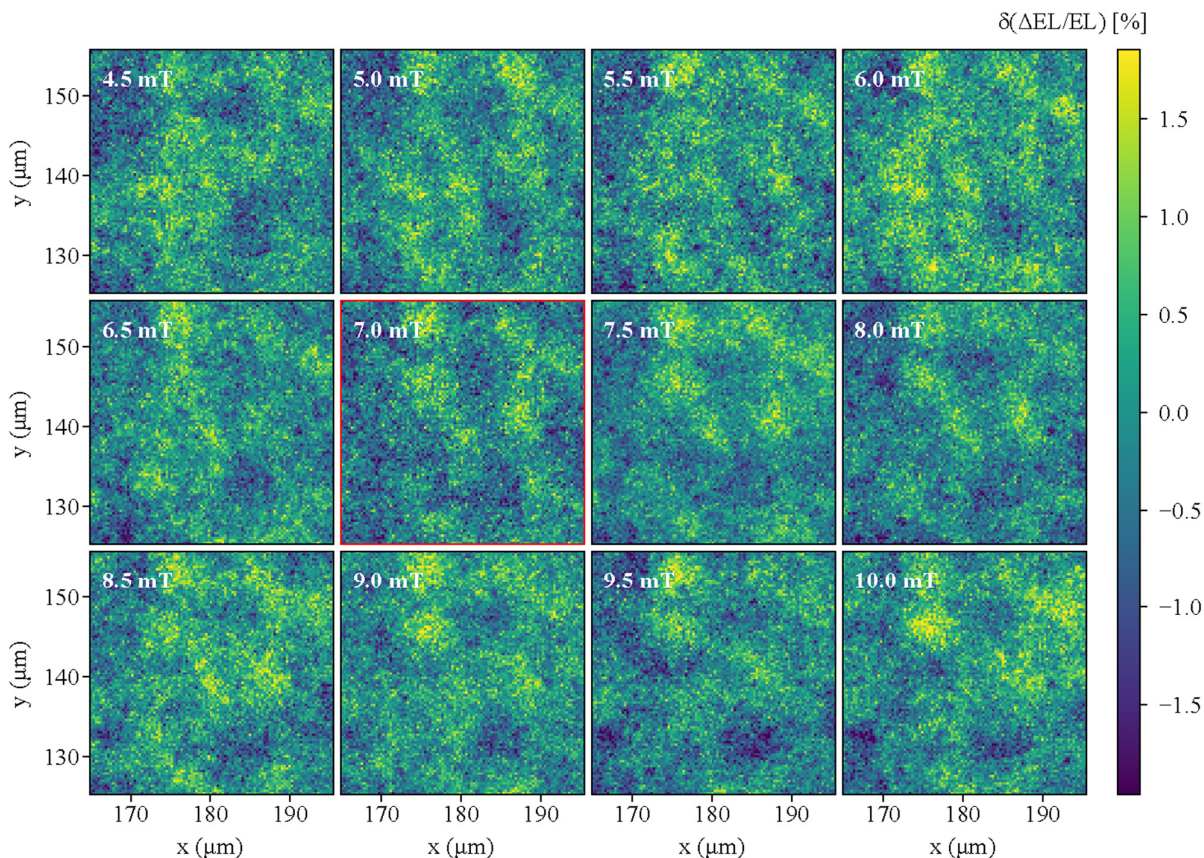 δ(ΔEL/EL) [%]
4.5 mT 5.0 mT 5.5 mT 6.0 mT
150
140
130
y (μm)
6.5 mT 7.0 mT 7.5 mT 8.0 mT
150
140
130
y (μm)
8.5 mT 9.0 mT 9.5 mT 10.0 mT
150
140
130
y (μm)
170 180 190 170 180 190 170 180 190 170 180 190
x (μm) x (μm) x (μm) x (μm)
1.5
1.0
0.5
0.0
−0.5
−1.0
−1.5